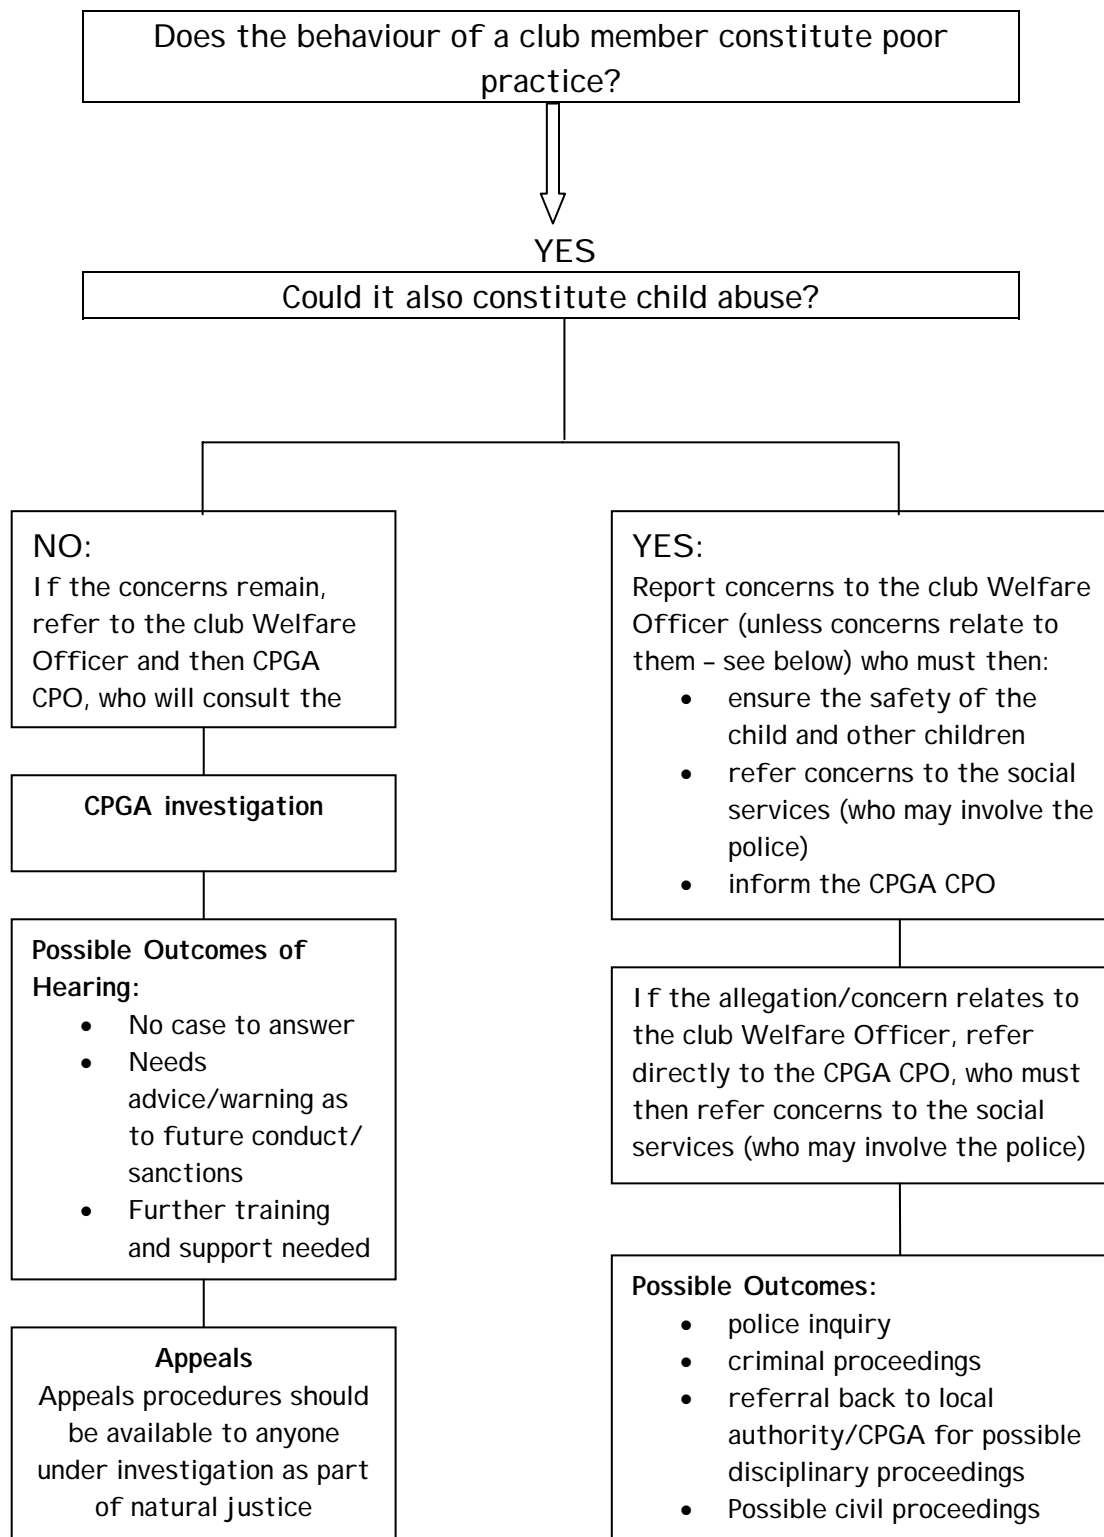 Does the behaviour of a club member constitute poor
practice?
YES
Could it also constitute child abuse?
NO:
If the concerns remain,
refer to the club Welfare
Officer and then CPGA
CPO, who will consult the
CPGA investigation
Possible Outcomes of
Hearing:
• No case to answer
• Needs
advice/warning as
to future conduct/
sanctions
• Further training
and support needed
Appeals
Appeals procedures should
be available to anyone
under investigation as part
of natural justice
YES:
Report concerns to the club Welfare
Officer (unless concerns relate to
them – see below) who must then:
• ensure the safety of the
child and other children
• refer concerns to the social
services (who may involve the
police)
• inform the CPGA CPO
If the allegation/concern relates to
the club Welfare Officer, refer
directly to the CPGA CPO, who must
then refer concerns to the social
services (who may involve the police)
Possible Outcomes:
• police inquiry
• criminal proceedings
• referral back to local
authority/CPGA for possible
disciplinary proceedings
• Possible civil proceedings